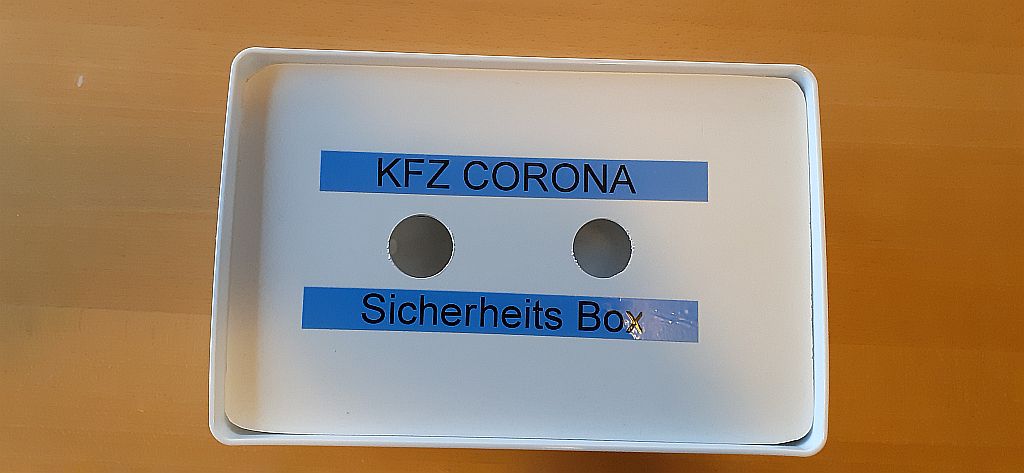 KFZ CORONA
Sicherheits Box